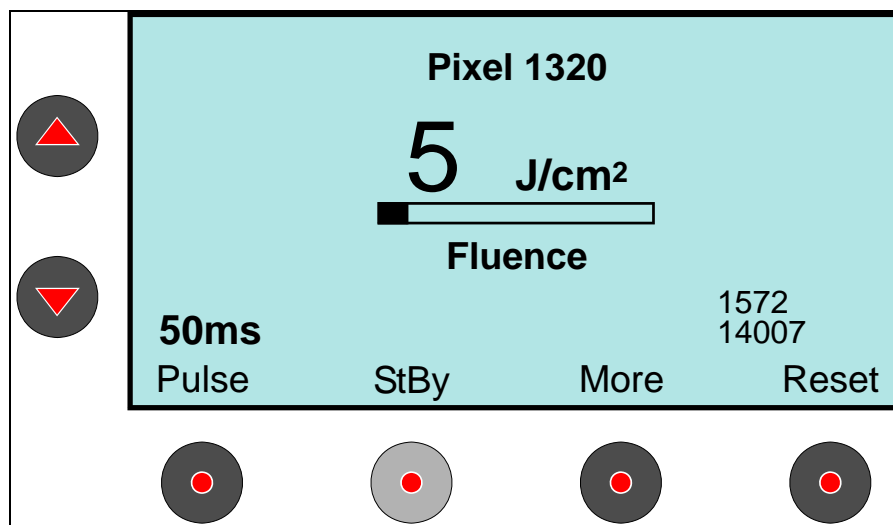 Pixel 1320
5 J/cm²
Fluence
1572
50ms 14007
Pulse StBy More Reset